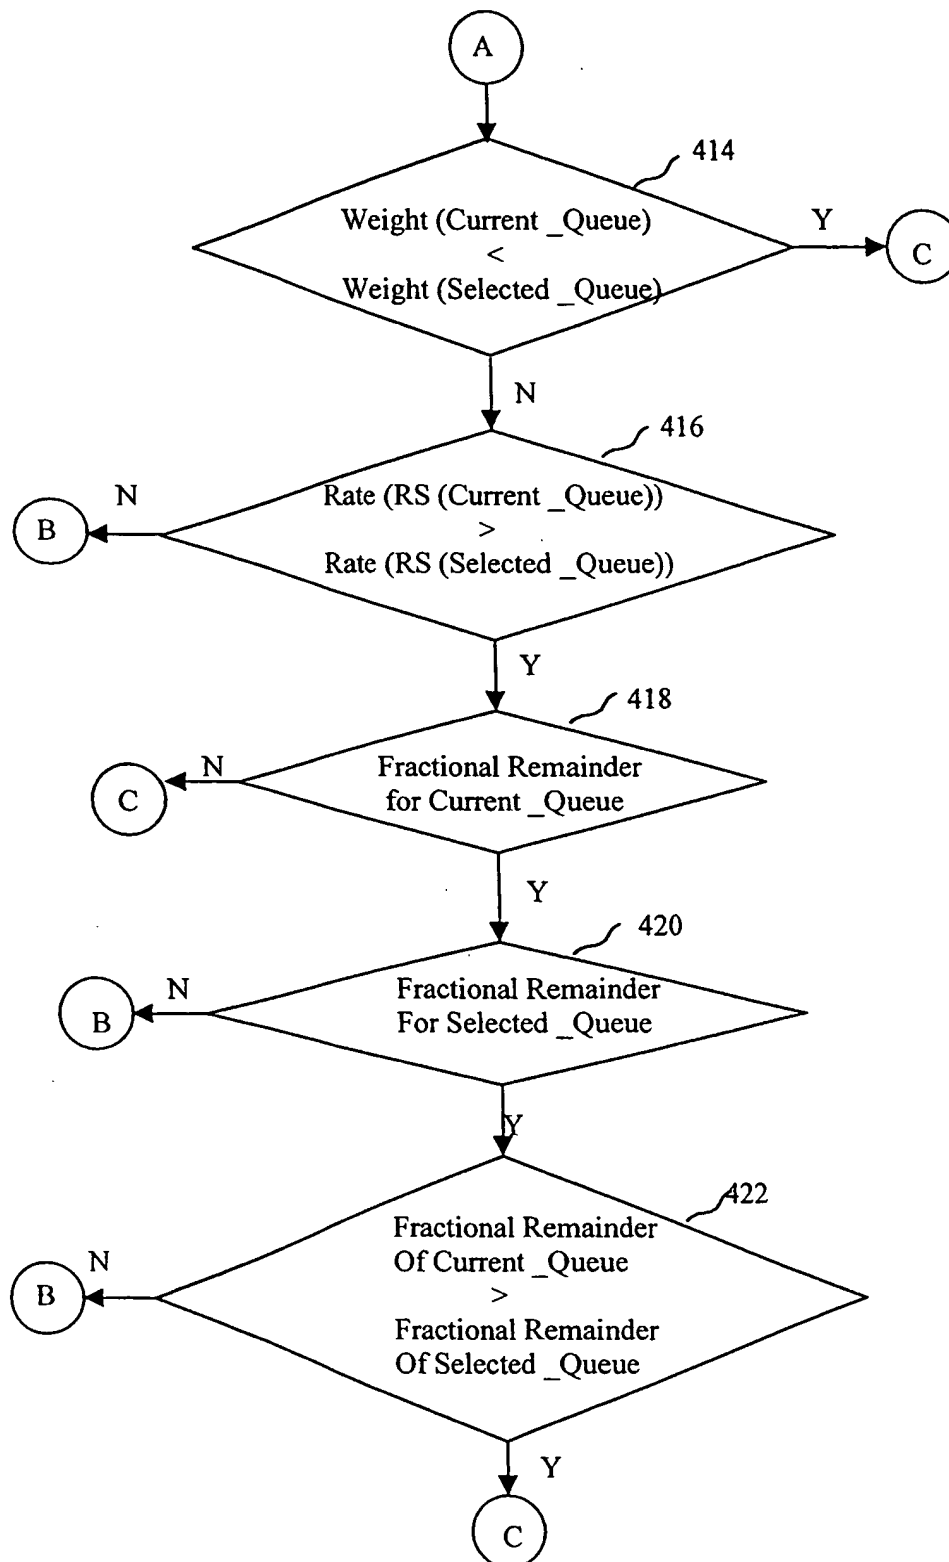 A
414
Weight (Current _Queue)
<
Weight (Selected _Queue)
Y
C
N
416
Rate (RS (Current _Queue))
>
Rate (RS (Selected _Queue))
N
B
Y
418
Fractional Remainder
for Current _Queue
N
C
Y
420
Fractional Remainder
For Selected _Queue
N
B
Y
422
Fractional Remainder
Of Current _Queue
>
Fractional Remainder
Of Selected _Queue
N
B
Y
C